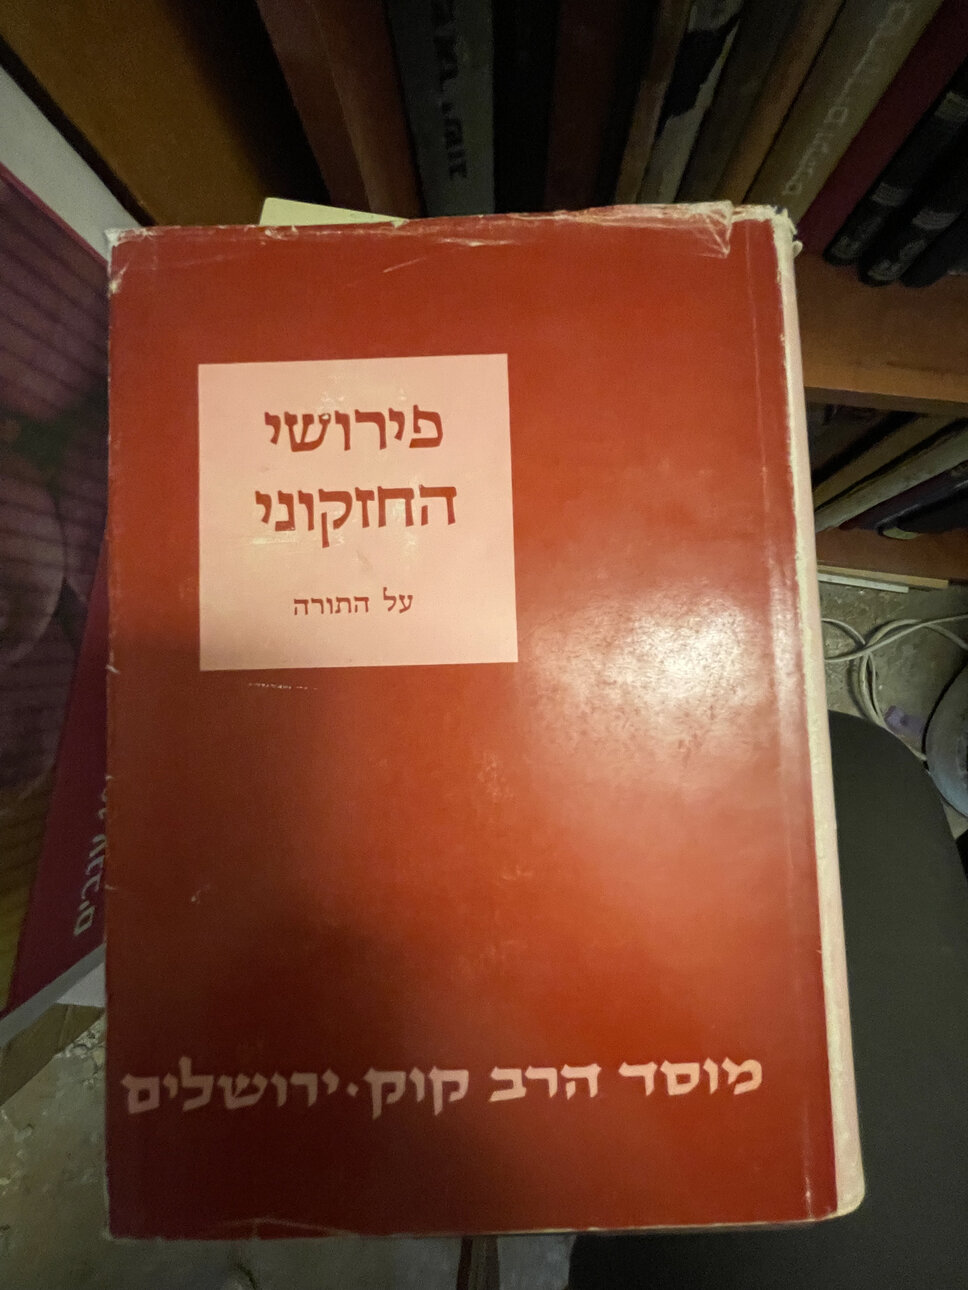 פירושי
החזקוני
על התורה
מוסד הרב קוק · ירושלים